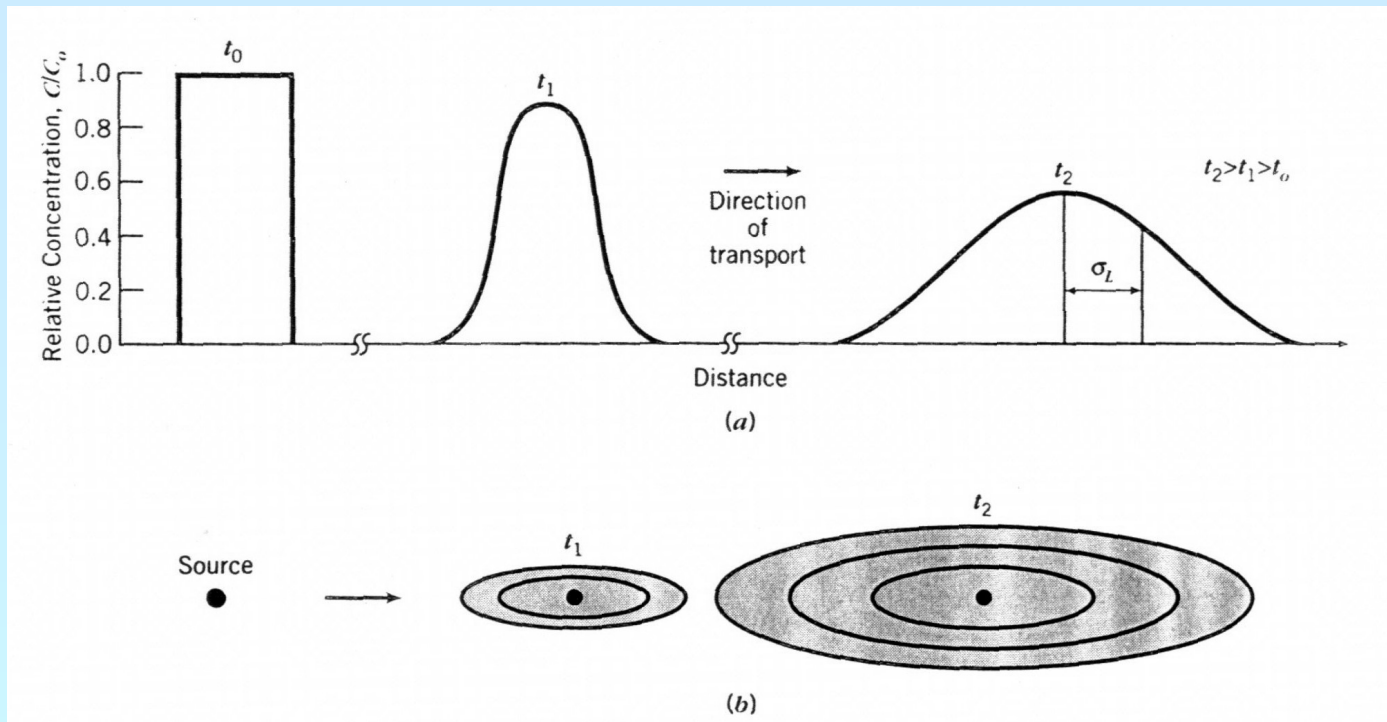 t₀
Relative Concentration, C/Cₒ
1.0
0.8
0.6
0.4
0.2
0.0
t₁
Direction
of
transport
t₂
t₂>t₁>tₒ
σ_L
Distance
(a)
Source
t₁
t₂
(b)